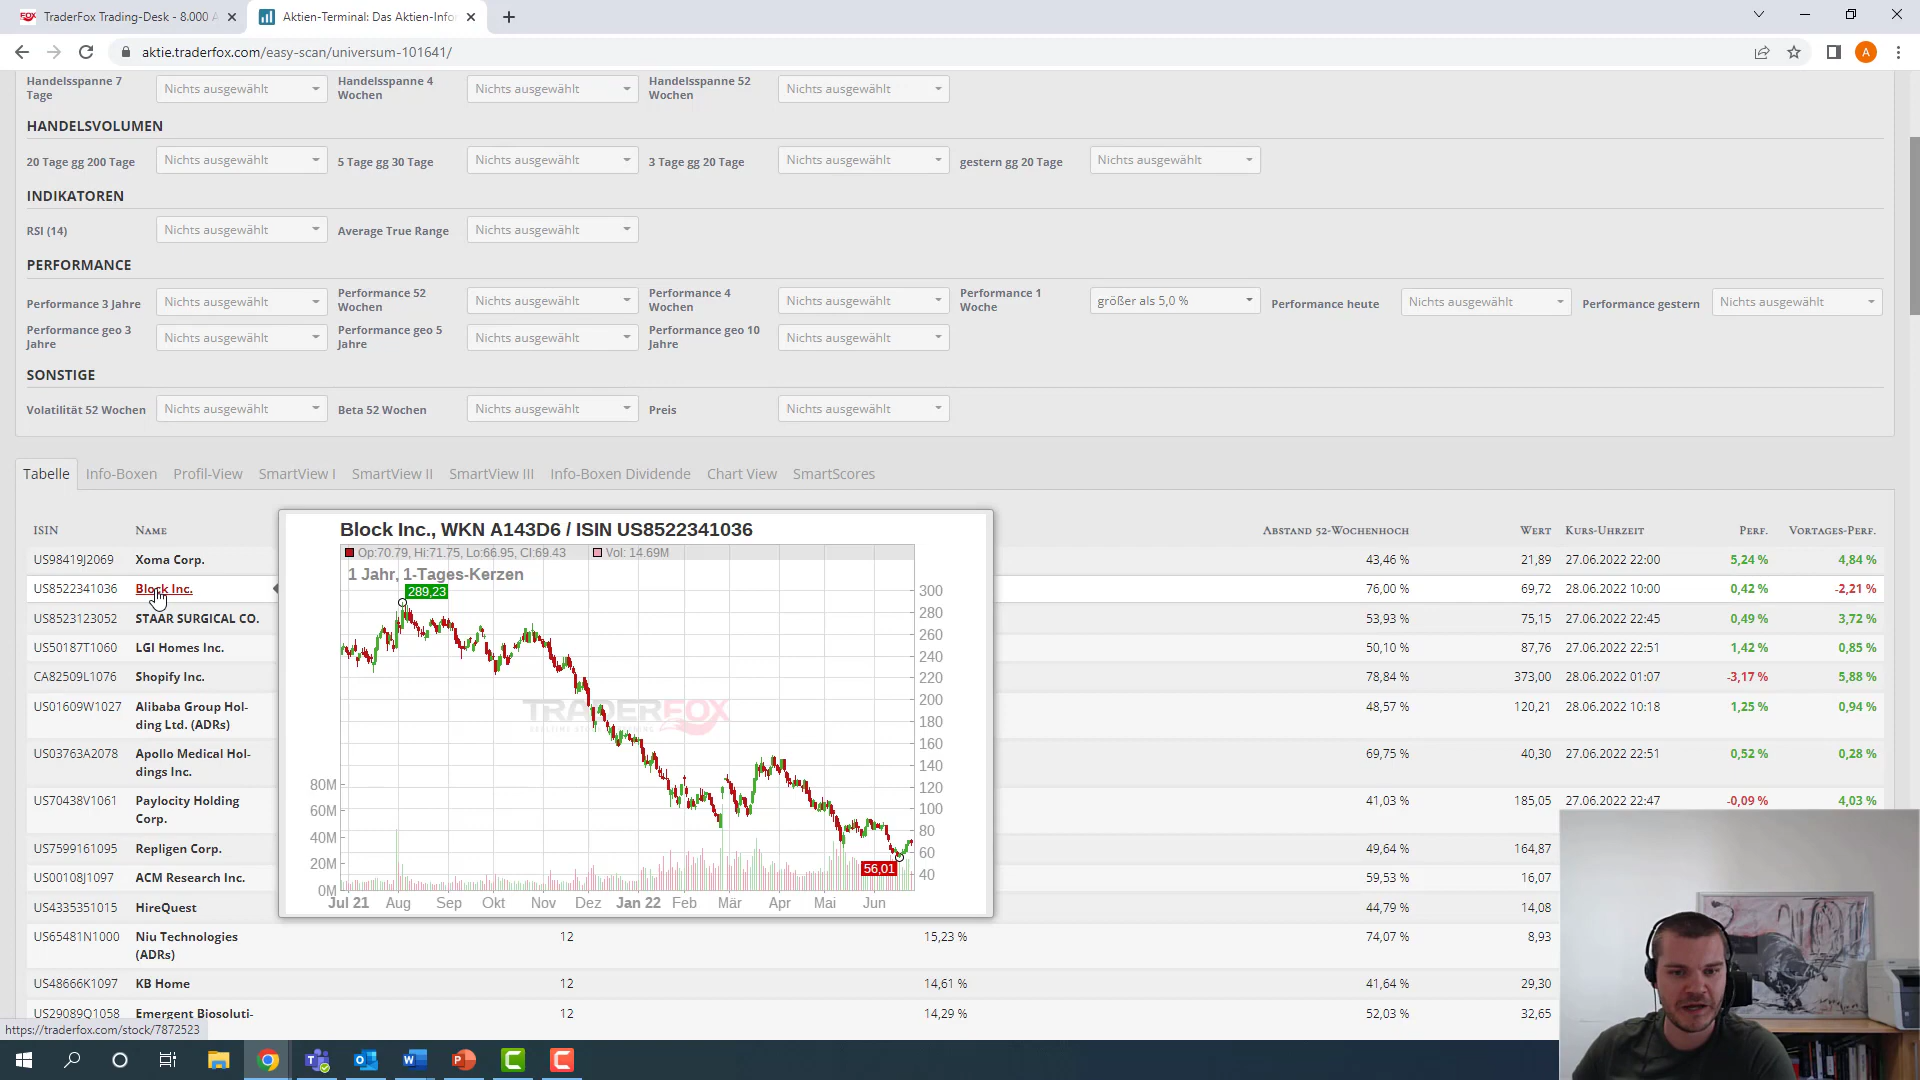 TraderFox Trading-Desk - 8.000 A
Aktien-Terminal: Das Aktien-Infor
aktie.traderfox.com/easy-scan/universum-101641/
A
Handelsspanne 7 Tage Nichts ausgewählt Handelsspanne 4 Wochen Nichts ausgewählt Handelsspanne 52 Wochen Nichts ausgewählt
HANDELSVOLUMEN
20 Tage gg 200 Tage Nichts ausgewählt 5 Tage gg 30 Tage Nichts ausgewählt 3 Tage gg 20 Tage Nichts ausgewählt gestern gg 20 Tage Nichts ausgewählt
INDIKATOREN
RSI (14) Nichts ausgewählt Average True Range Nichts ausgewählt
PERFORMANCE
Performance 3 Jahre Nichts ausgewählt Performance 52 Wochen Nichts ausgewählt Performance 4 Wochen Nichts ausgewählt Performance 1 Woche größer als 5,0 % Performance heute Nichts ausgewählt Performance gestern Nichts ausgewählt
Performance geo 3 Jahre Nichts ausgewählt Performance geo 5 Jahre Nichts ausgewählt Performance geo 10 Jahre Nichts ausgewählt
SONSTIGE
Volatilität 52 Wochen Nichts ausgewählt Beta 52 Wochen Nichts ausgewählt Preis Nichts ausgewählt
Tabelle Info-Boxen Profil-View SmartView I SmartView II SmartView III Info-Boxen Dividende Chart View SmartScores
ISIN NAME ABSTAND 52-WOCHENHOCH WERT KURS-UHRZEIT PERF. VORTAGES-PERF.
US98419J2069 Xoma Corp. 43,46 % 21,89 27.06.2022 22:00 5,24 % 4,84 %
US8522341036 Block Inc. 76,00 % 69,72 28.06.2022 10:00 0,42 % -2,21 %
US8523123052 STAAR SURGICAL CO. 53,93 % 75,15 27.06.2022 22:45 0,49 % 3,72 %
US50187T1060 LGI Homes Inc. 50,10 % 87,76 27.06.2022 22:51 1,42 % 0,85 %
CA82509L1076 Shopify Inc. 78,84 % 373,00 28.06.2022 01:07 -3,17 % 5,88 %
US01609W1027 Alibaba Group Hol-
ding Ltd. (ADRs) 48,57 % 120,21 28.06.2022 10:18 1,25 % 0,94 %
US03763A2078 Apollo Medical Hol-
dings Inc. 69,75 % 40,30 27.06.2022 22:51 0,52 % 0,28 %
US70438V1061 Paylocity Holding
Corp. 41,03 % 185,05 27.06.2022 22:47 -0,09 % 4,03 %
US7599161095 Repligen Corp. 49,64 % 164,87
US00108J1097 ACM Research Inc. 59,53 % 16,07
US4335351015 HireQuest 44,79 % 14,08
US65481N1000 Niu Technologies
(ADRs) 12 15,23 % 74,07 % 8,93
US48666K1097 KB Home 12 14,61 % 41,64 % 29,30
US29089Q1058 Emergent Biosoluti- 12 14,29 % 52,03 % 32,65
Block Inc., WKN A143D6 / ISIN US8522341036
Op:70.79, Hi:71.75, Lo:66.95, Cl:69.43 Vol: 14.69M
1 Jahr, 1-Tages-Kerzen
289,23
TRADERFOX
56,01
300
280
260
240
220
200
180
160
140
120
100
80
60
40
80M
60M
40M
20M
0M
Jul 21 Aug Sep Okt Nov Dez Jan 22 Feb Mär Apr Mai Jun
https://traderfox.com/stock/7872523